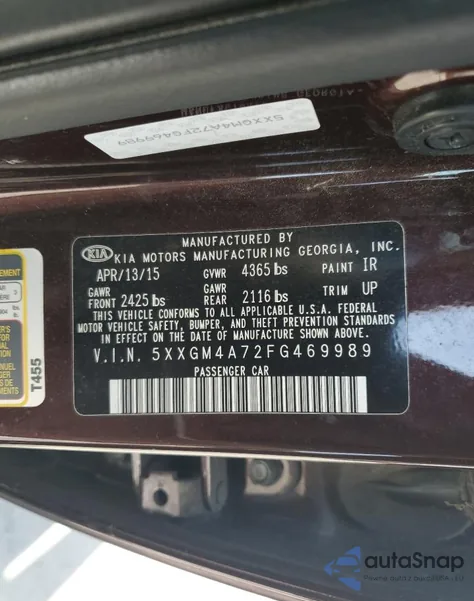 5XXGM4A72FG469989
MANUFACTURED BY
KIA KIA MOTORS MANUFACTURING GEORGIA, INC.
APR/13/15 GVWR 4365 lbs PAINT IR
GAWR FRONT 2425 lbs GAWR REAR 2116 lbs TRIM UP
THIS VEHICLE CONFORMS TO ALL APPLICABLE U.S.A. FEDERAL
MOTOR VEHICLE SAFETY, BUMPER, AND THEFT PREVENTION STANDARDS
IN EFFECT ON THE DATE OF MANUFACTURE SHOWN ABOVE.
V.I.N. 5XXGM4A72FG469989
PASSENGER CAR
T455
autoSnap